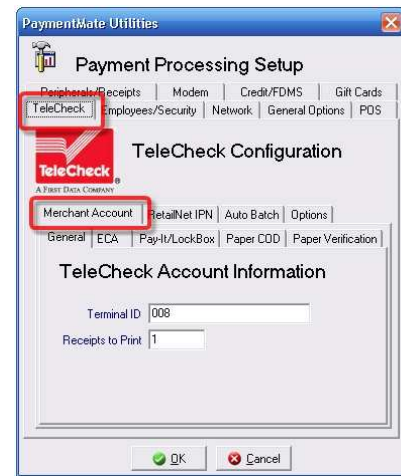 PaymentMate Utilities
Payment Processing Setup
Peripherals/Receipts Modem Credit/FDMS Gift Cards
TeleCheck Employees/Security Network General Options POS
TeleCheck
®
A FIRST DATA COMPANY
TeleCheck Configuration
Merchant Account RetailNet IPN Auto Batch Options
General ECA Pay-It/LockBox Paper COD Paper Verification
TeleCheck Account Information
Terminal ID 008
Receipts to Print 1
OK Cancel